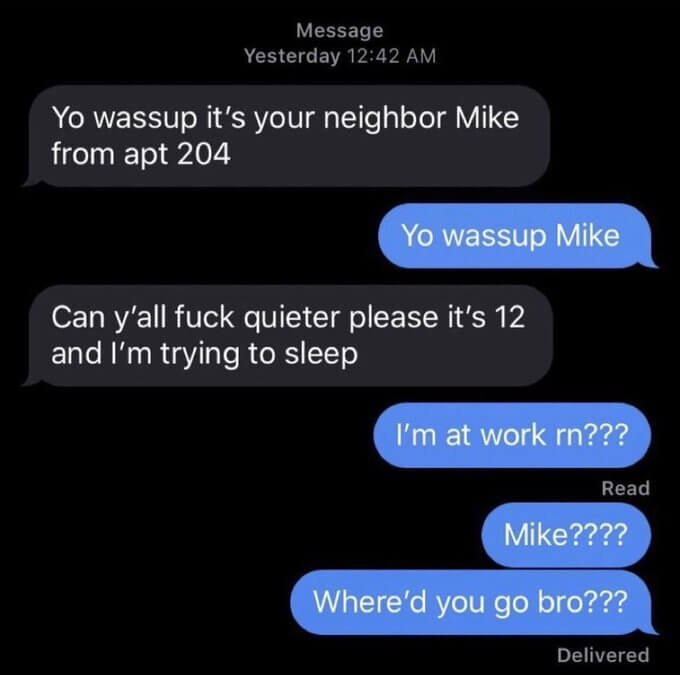 Message
Yesterday 12:42 AM
Yo wassup it’s your neighbor Mike
from apt 204
Yo wassup Mike
Can y’all fuck quieter please it’s 12
and I’m trying to sleep
I’m at work rn???
Read
Mike????
Where’d you go bro???
Delivered